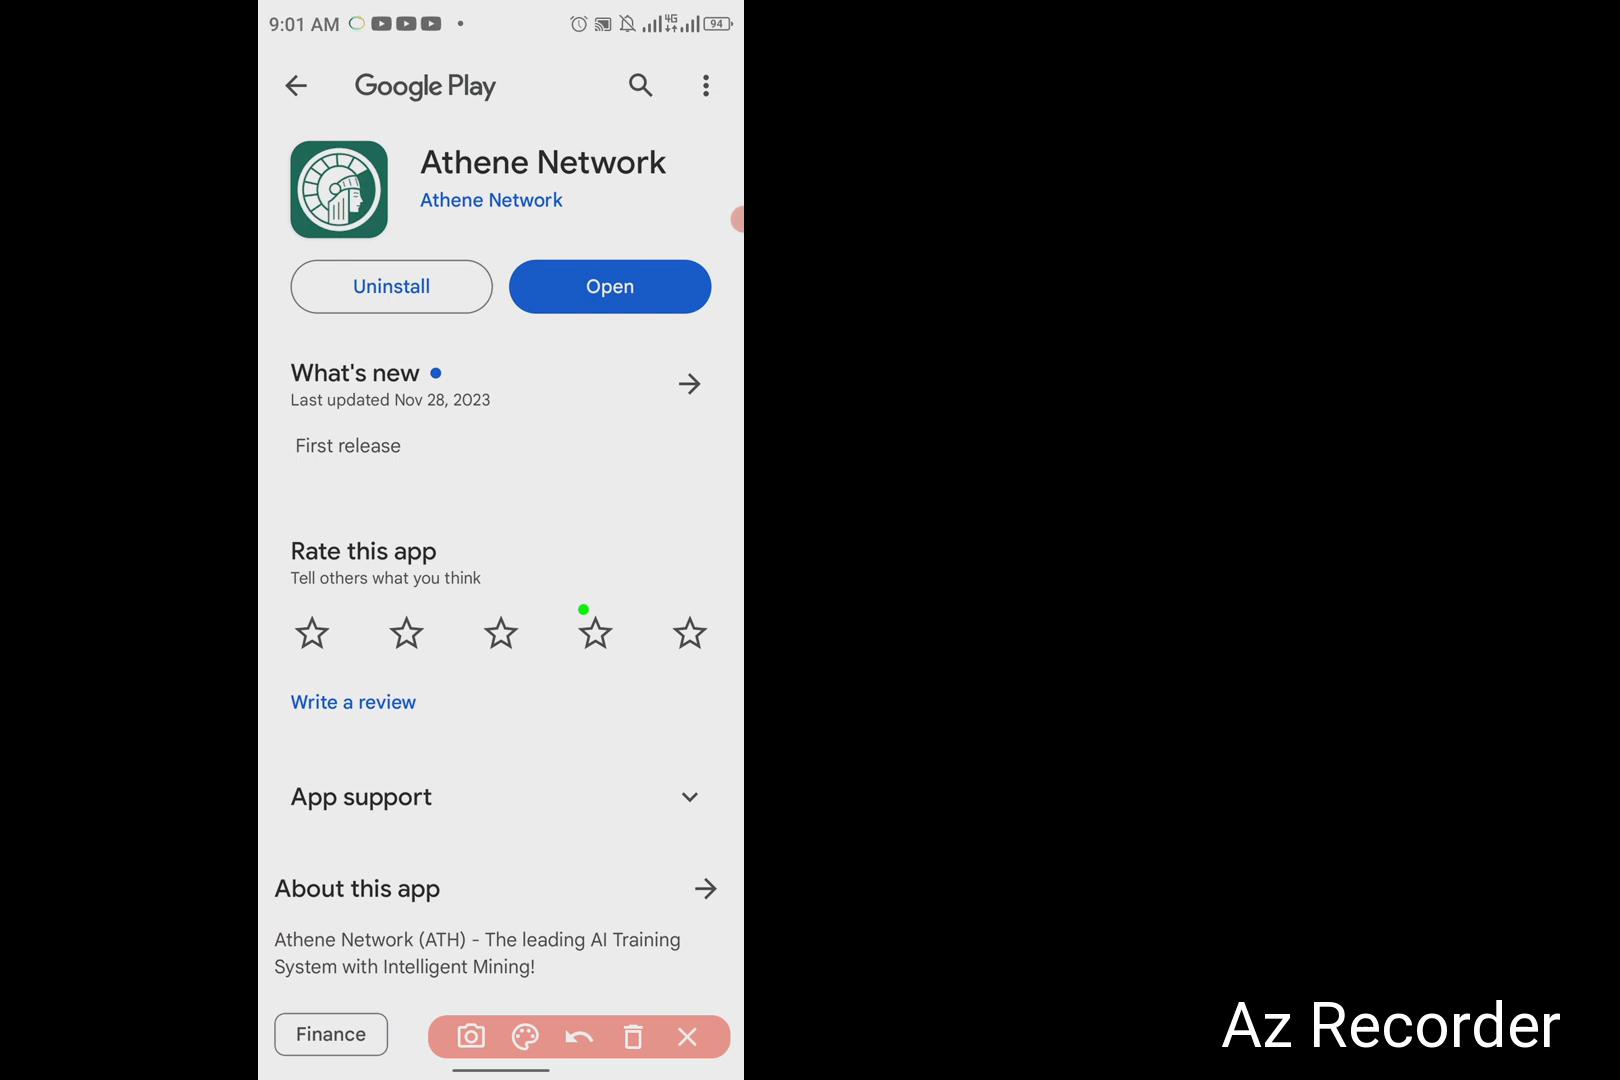 9:01 AM
4G
94
Google Play
Athene Network
Athene Network
Uninstall
Open
What's new
Last updated Nov 28, 2023
First release
Rate this app
Tell others what you think
Write a review
App support
About this app
Athene Network (ATH) - The leading AI Training
System with Intelligent Mining!
Finance
Az Recorder